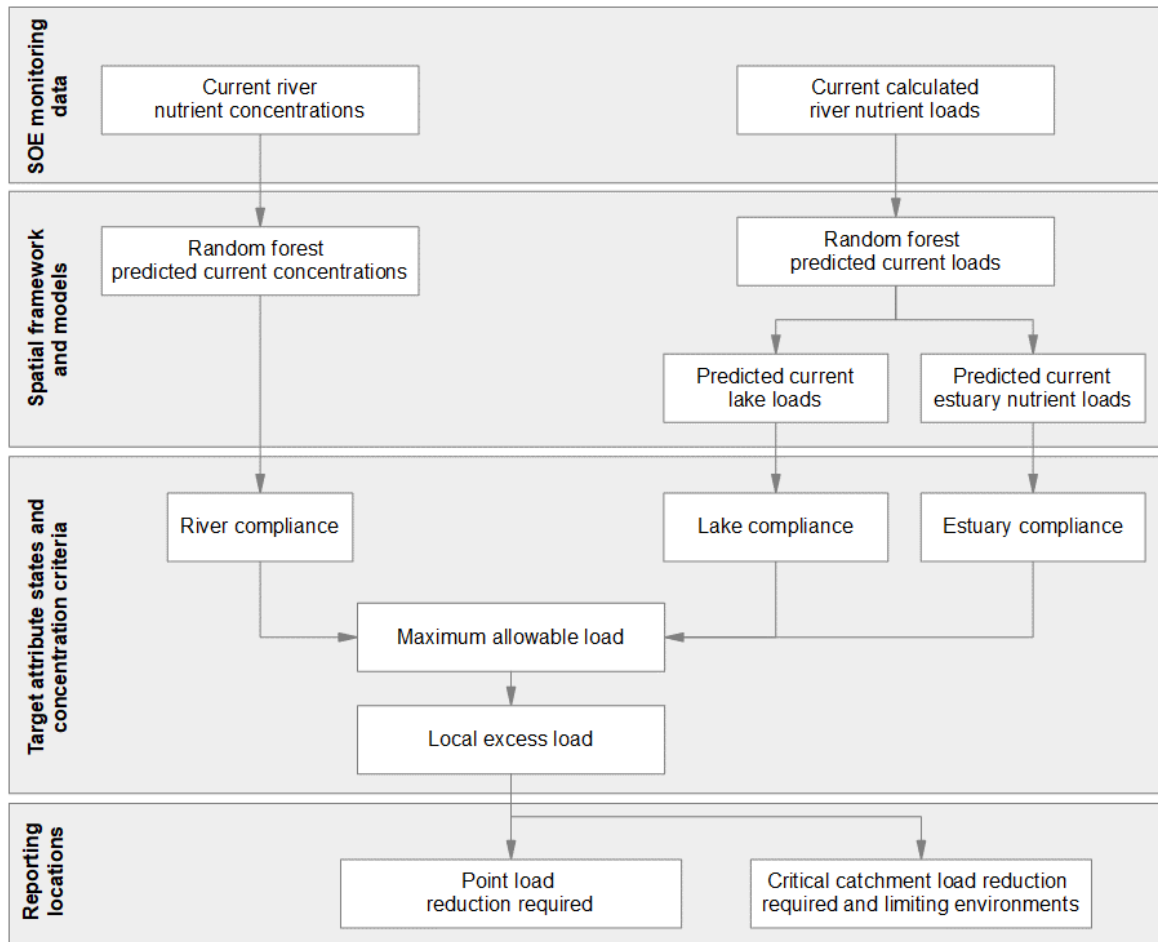 SOE monitoring
data
Current river
nutrient concentrations
Current calculated
river nutrient loads
Spatial framework
and models
Random forest
predicted current concentrations
Random forest
predicted current loads
Predicted current
lake loads
Predicted current
estuary nutrient loads
Target attribute states and
concentration criteria
River compliance
Lake compliance
Estuary compliance
Maximum allowable load
Local excess load
Reporting
locations
Point load
reduction required
Critical catchment load reduction
required and limiting environments